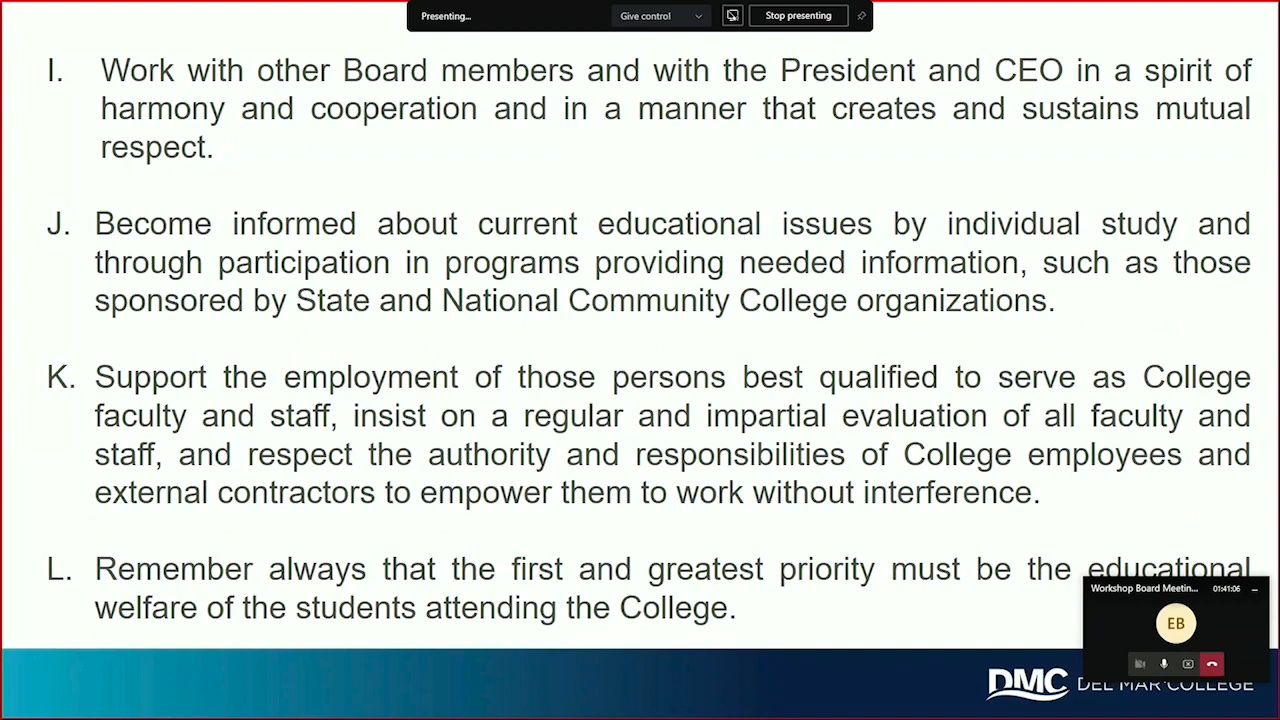 Presenting...
Give control
Stop presenting
I. Work with other Board members and with the President and CEO in a spirit of
harmony and cooperation and in a manner that creates and sustains mutual
respect.
J. Become informed about current educational issues by individual study and
through participation in programs providing needed information, such as those
sponsored by State and National Community College organizations.
K. Support the employment of those persons best qualified to serve as College
faculty and staff, insist on a regular and impartial evaluation of all faculty and
staff, and respect the authority and responsibilities of College employees and
external contractors to empower them to work without interference.
L. Remember always that the first and greatest priority must be the educational
welfare of the students attending the College.
Workshop Board Meetin... 01:41:06
EB
DMC DEL MAR COLLEGE